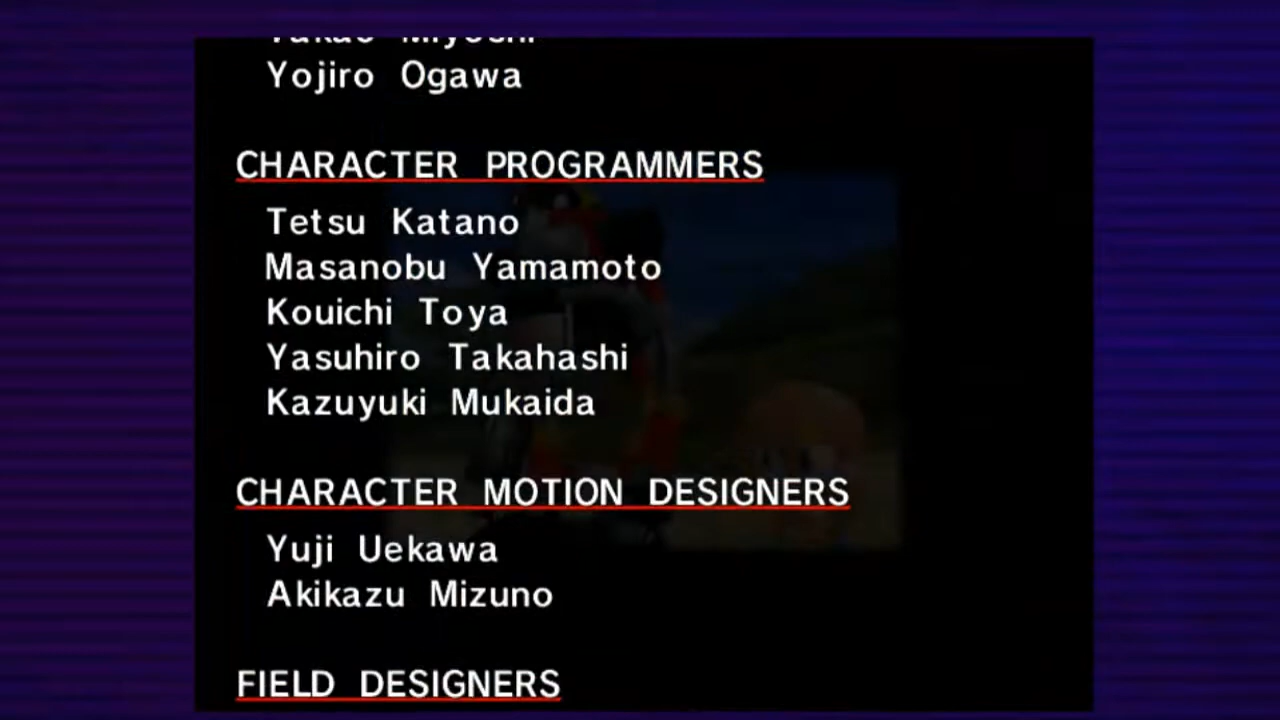 Yojiro Ogawa
CHARACTER PROGRAMMERS
Tetsu Katano
Masanobu Yamamoto
Kouichi Toya
Yasuhiro Takahashi
Kazuyuki Mukaida
CHARACTER MOTION DESIGNERS
Yuji Uekawa
Akikazu Mizuno
FIELD DESIGNERS